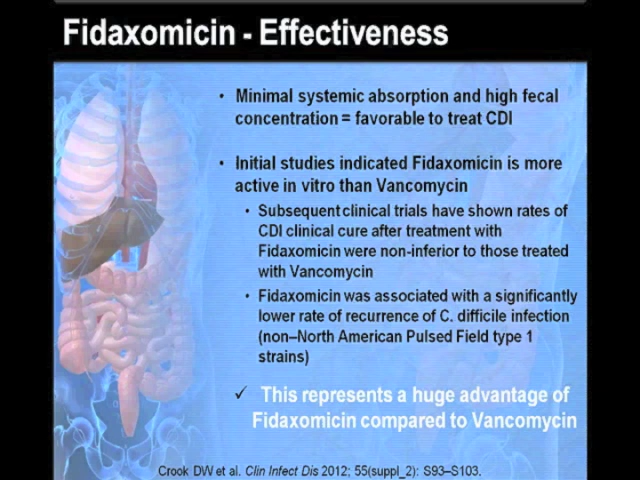 Fidaxomicin - Effectiveness
• Minimal systemic absorption and high fecal
concentration = favorable to treat CDI
• Initial studies indicated Fidaxomicin is more
active in vitro than Vancomycin
• Subsequent clinical trials have shown rates of
CDI clinical cure after treatment with
Fidaxomicin were non-inferior to those treated
with Vancomycin
• Fidaxomicin was associated with a significantly
lower rate of recurrence of C. difficile infection
(non–North American Pulsed Field type 1
strains)
✓ This represents a huge advantage of
Fidaxomicin compared to Vancomycin
Crook DW et al. Clin Infect Dis 2012; 55(suppl_2): S93–S103.